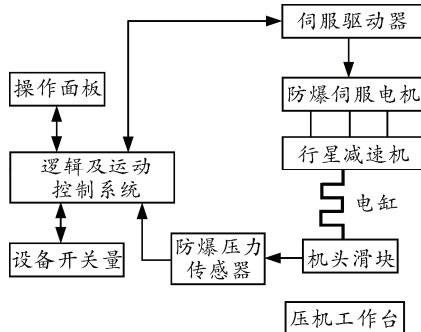 伺服驱动器
操作面板
防爆伺服电机
行星减速机
逻辑及运动
控制系统
电缸
设备开关量
防爆压力
传感器
机头滑块
压机工作台